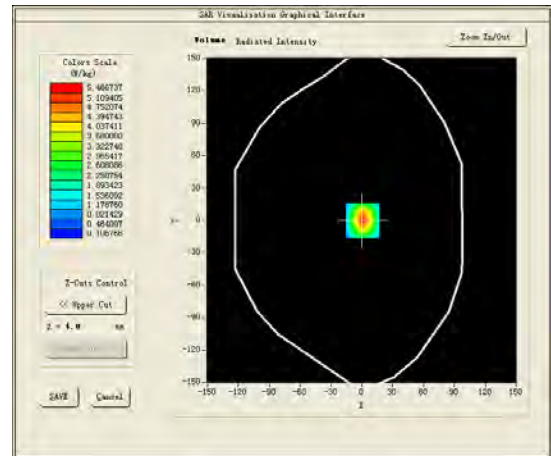 SAR Visualisation Graphical Interface
Volume Radiated Intensity
Zoom In/Out
Colors Scale
(W/kg)
5.466737
5.109405
4.752074
4.394743
4.037411
3.680080
3.322748
2.965417
2.608086
2.250754
1.893423
1.536092
1.178760
0.821429
0.464097
0.106766
150
120
90
60
30
0
-30
-60
-90
-120
-150
Y
-150 -120 -90 -60 -30 0 30 60 90 120 150
X
Z-Cuts Control
<< Upper Cut
Z = 4.0 mm
SAVE
Cancel